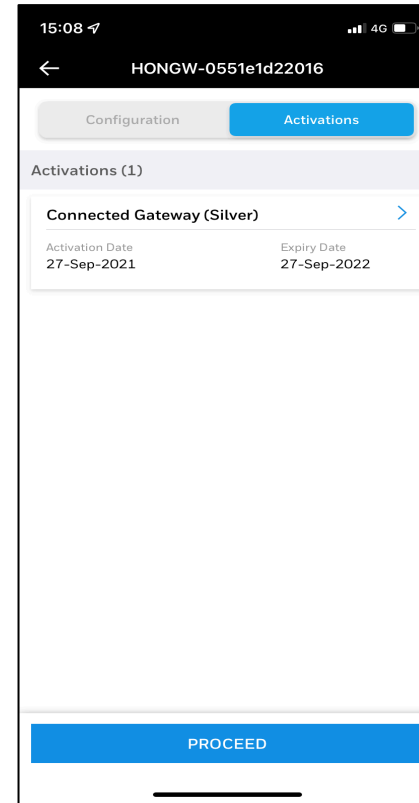 15:08 4G
HONGW-0551e1d22016
Configuration Activations
Activations (1)
Connected Gateway (Silver)
Activation Date Expiry Date
27-Sep-2021 27-Sep-2022
PROCEED